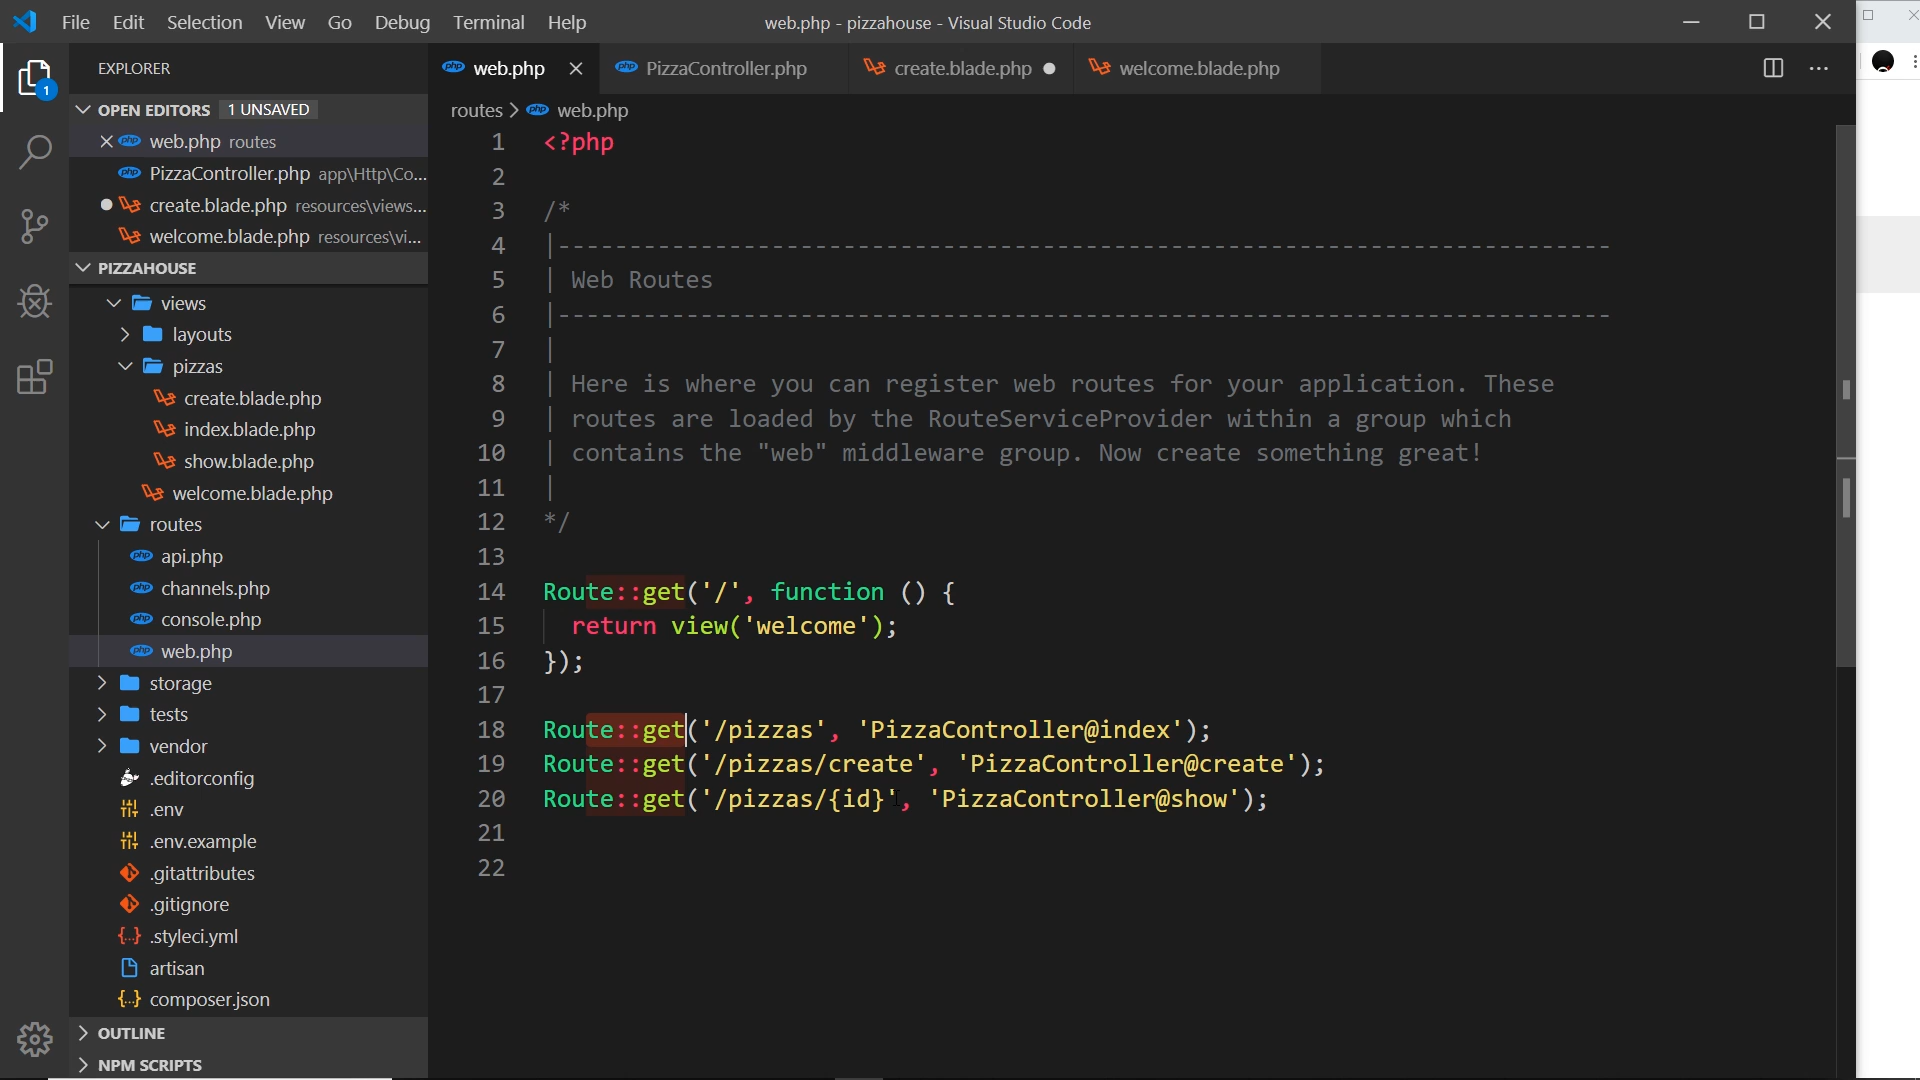 File Edit Selection View Go Debug Terminal Help
web.php - pizzahouse - Visual Studio Code
1
EXPLORER
OPEN EDITORS 1 UNSAVED
web.php routes
PizzaController.php app\Http\Co...
create.blade.php resources\views...
welcome.blade.php resources\vi...
PIZZAHOUSE
views
layouts
pizzas
create.blade.php
index.blade.php
show.blade.php
welcome.blade.php
routes
api.php
channels.php
console.php
web.php
storage
tests
vendor
.editorconfig
.env
.env.example
.gitattributes
.gitignore
.styleci.yml
artisan
composer.json
OUTLINE
NPM SCRIPTS
web.php PizzaController.php create.blade.php welcome.blade.php
routes > web.php
1 <?php
2
3 /*
4 |--------------------------------------------------------------------------
5 | Web Routes
6 |--------------------------------------------------------------------------
7 |
8 | Here is where you can register web routes for your application. These
9 | routes are loaded by the RouteServiceProvider within a group which
10 | contains the "web" middleware group. Now create something great!
11 |
12 */
13
14 Route::get('/', function () {
15 return view('welcome');
16 });
17
18 Route::get('/pizzas', 'PizzaController@index');
19 Route::get('/pizzas/create', 'PizzaController@create');
20 Route::get('/pizzas/{id}', 'PizzaController@show');
21
22